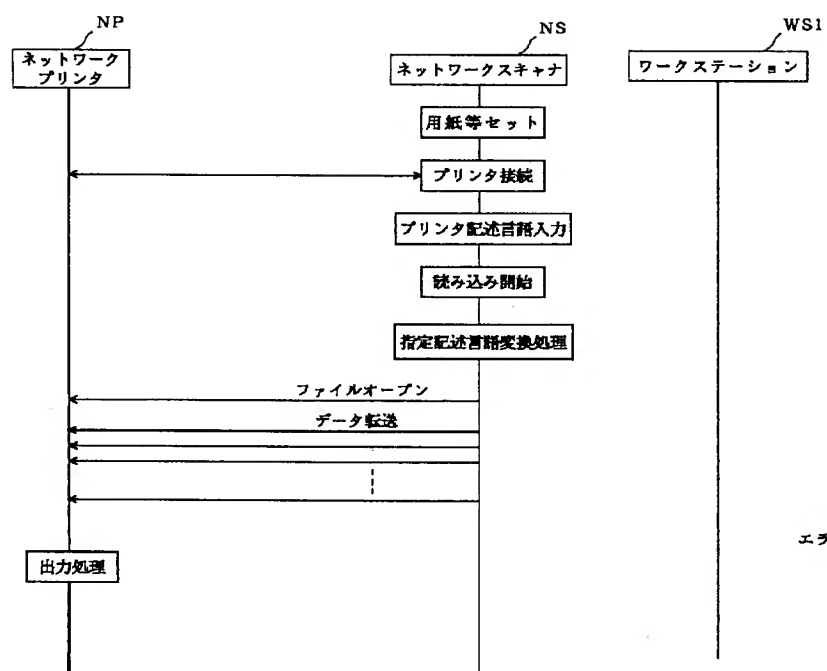 NP
NS
WS1
ネットワーク
プリンタ
ネットワークスキャナ
ワークステーション
用紙等セット
プリンタ接続
プリンタ記述言語入力
読み込み開始
指定記述言語変換処理
ファイルオープン
データ転送
エラ
出力処理